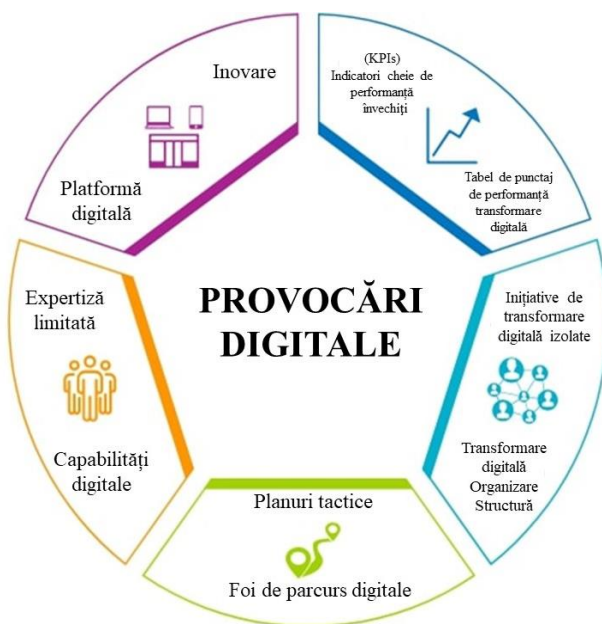 Inovare
Platformă
digitală
(KPIs)
Indicatori cheie de
performanță
învechiți
Tabel de punctaj
de performanță
transformare
digitală
PROVOCĂRI
DIGITALE
Expertiză
limitată
Capabilități
digitale
Inițiative de
transformare
digitală izolate
Transformare
digitală
Organizare
Structură
Planuri tactice
Foi de parcurs digitale